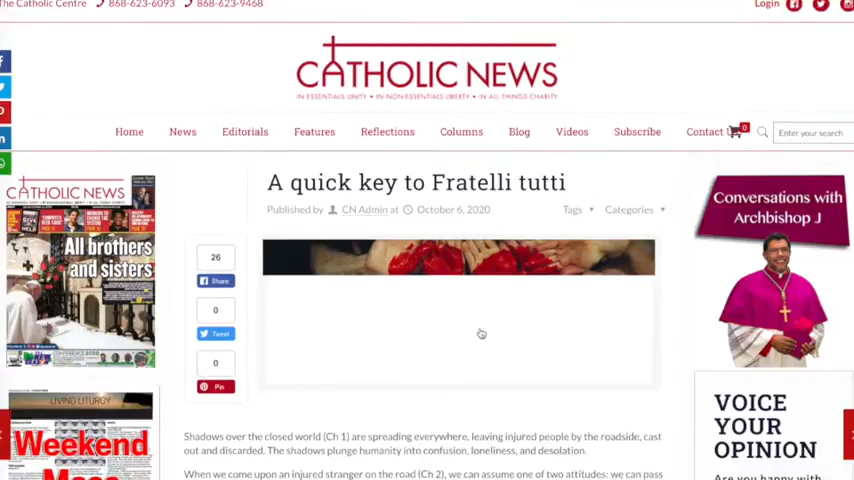 The Catholic Centre 868-623-6093 868-623-9468
Login
CATHOLIC NEWS
IN ESSENTIALS UNITY • IN NON-ESSENTIALS LIBERTY • IN ALL THINGS CHARITY
Home News Editorials Features Reflections Columns Blog Videos Subscribe Contact U 0 Enter your search
CATHOLIC NEWS
All brothers
and sisters
LIVING LITURGY
Weekend
Mass
A quick key to Fratelli tutti
Published by CN Admin at October 6, 2020 Tags Categories
26
Share
0
Tweet
0
Pin
Shadows over the closed world (Ch 1) are spreading everywhere, leaving injured people by the roadside, cast
out and discarded. The shadows plunge humanity into confusion, loneliness, and desolation.
When we come upon an injured stranger on the road (Ch 2), we can assume one of two attitudes: we can pass
Conversations with
Archbishop J
VOICE
YOUR
OPINION
Are you happy with